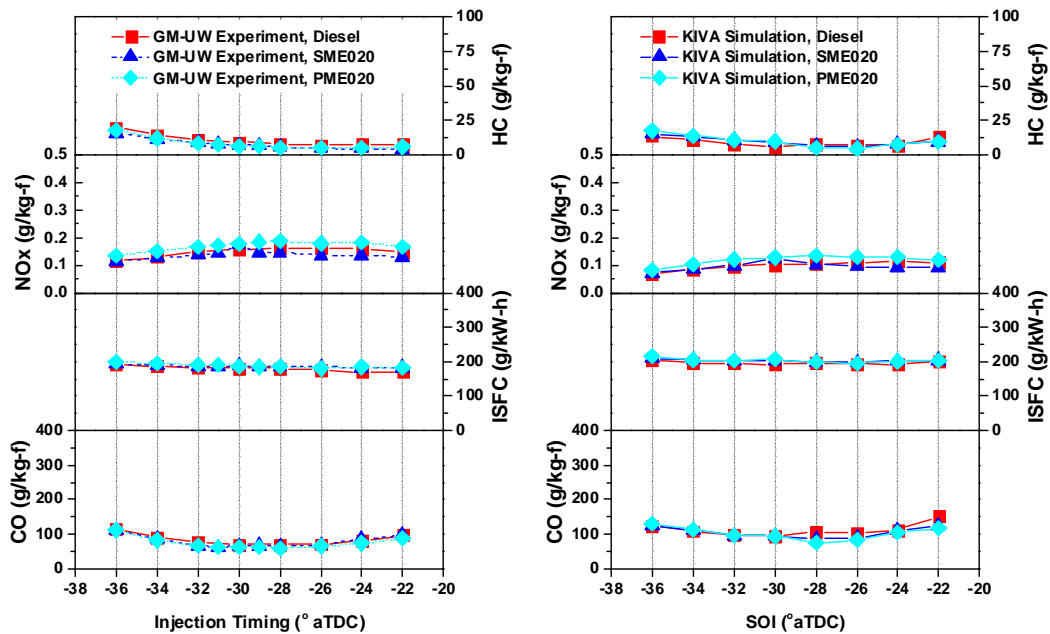 GM-UW Experiment, Diesel
GM-UW Experiment, SME020
GM-UW Experiment, PME020
100
75
50
25
0
HC (g/kg-f)
0.5
0.4
0.3
0.2
0.1
0.0
NOx (g/kg-f)
400
300
200
100
0
ISFC (g/kW-h)
400
300
200
100
0
CO (g/kg-f)
-38 -36 -34 -32 -30 -28 -26 -24 -22 -20
Injection Timing (° aTDC)
KIVA Simulation, Diesel
KIVA Simulation, SME020
KIVA Simulation, PME020
100
75
50
25
0
HC (g/kg-f)
0.5
0.4
0.3
0.2
0.1
0.0
NOx (g/kg-f)
400
300
200
100
0
ISFC (g/kW-h)
400
300
200
100
0
CO (g/kg-f)
-38 -36 -34 -32 -30 -28 -26 -24 -22 -20
SOI (°aTDC)